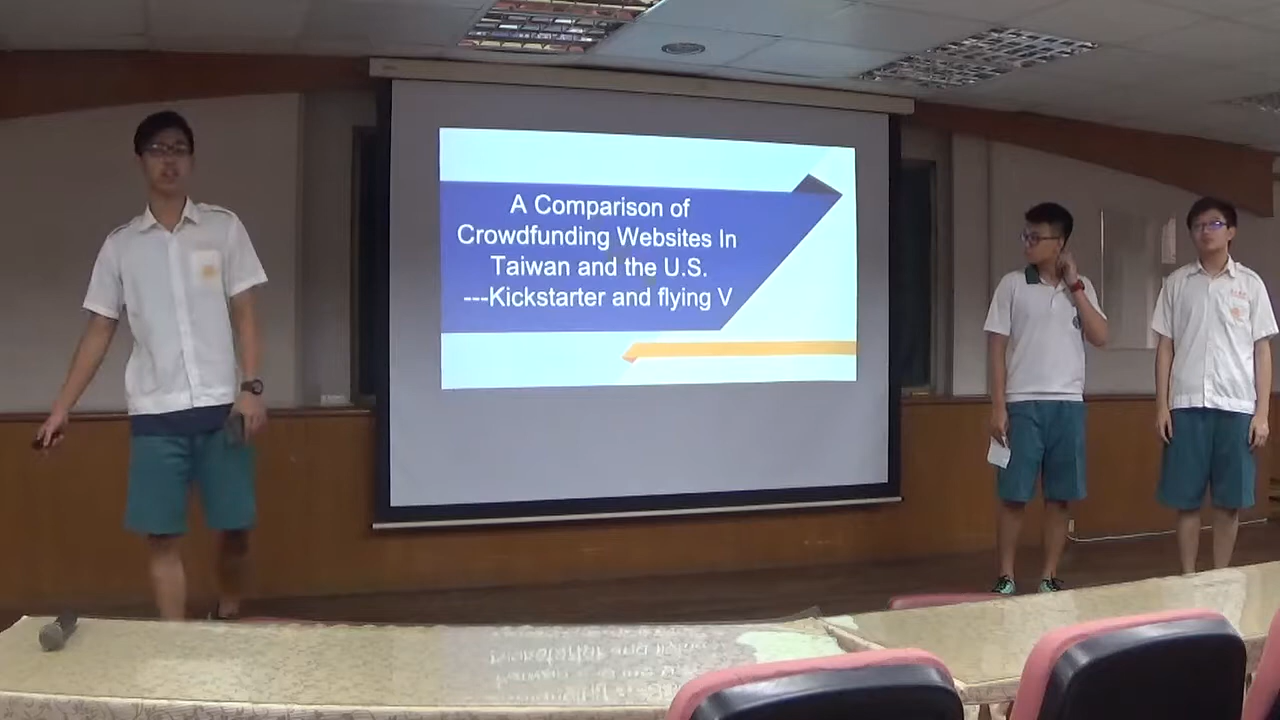 A Comparison of
Crowdfunding Websites In
Taiwan and the U.S.
---Kickstarter and flying V